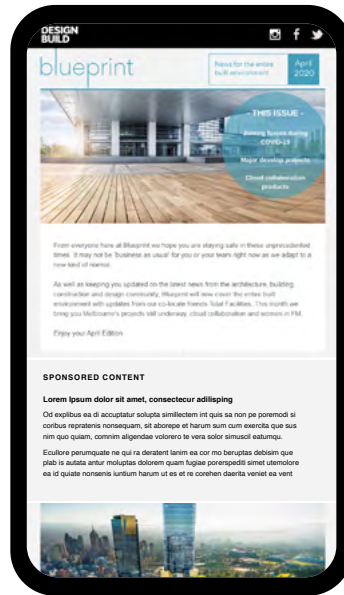 DESIGN
BUILD
blueprint
News for the entire
built environment
April
2020
- THIS ISSUE -
Joining forces during
COVID-19
Major develop projects
Cloud collaboration
products
From everyone here at Blueprint we hope you are staying safe in these unprecedented
times. It may not be 'business as usual' for you or your team right now as we adapt to a
new kind of normal.
As well as keeping you updated on the latest news from the architecture, building,
construction and design community, Blueprint will now cover the entire built
environment with updates from our co-locate friends Total Facilities. This month we
bring you Melbourne's projects still underway, cloud collaboration and women in FM.
Enjoy your April Edition
SPONSORED CONTENT
Lorem Ipsum dolor sit amet, consectecur adilisping
Od explibus ea di accuptatur solupta simillectem int quis sa non pe poremodi si
coribus repratenis nonsequam, sit aborepe et harum sum cum exercita que sus
nim quo quiam, comnim aligendae volorero te vera solor simuscil eatumqu.
Ecullore perumquate ne qui ra deratent lanim ea cor mo beruptas debisim que
plab is autata antur moluptas dolorem quam fugiae porerspediti simet utemolore
ea id quiate nonsenis iuntium harum ut es et re corehen daerita veniet ea vent